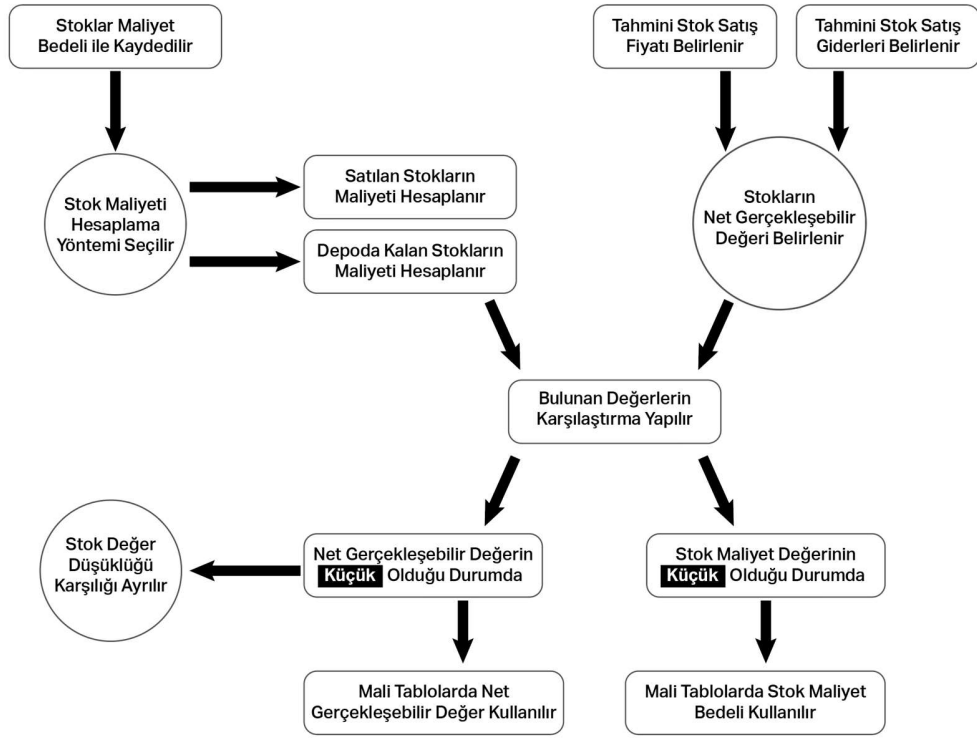 Stoklar Maliyet
Bedeli ile Kaydedilir
Tahmini Stok Satış
Fiyatı Belirlenir
Tahmini Stok Satış
Giderleri Belirlenir
Stok Maliyeti
Hesaplama
Yöntemi Seçilir
Satılan Stokların
Maliyeti Hesaplanır
Depoda Kalan Stokların
Maliyeti Hesaplanır
Stokların
Net Gerçekleşebilir
Değeri Belirlenir
Bulunan Değerlerin
Karşılaştırma Yapılır
Stok Değer
Düşüklüğü
Karşılığı Ayrılır
Net Gerçekleşebilir Değerin
Küçük Olduğu Durumda
Stok Maliyet Değerinin
Küçük Olduğu Durumda
Mali Tablolarda Net
Gerçekleşebilir Değer Kullanılır
Mali Tablolarda Stok Maliyet
Bedeli Kullanılır